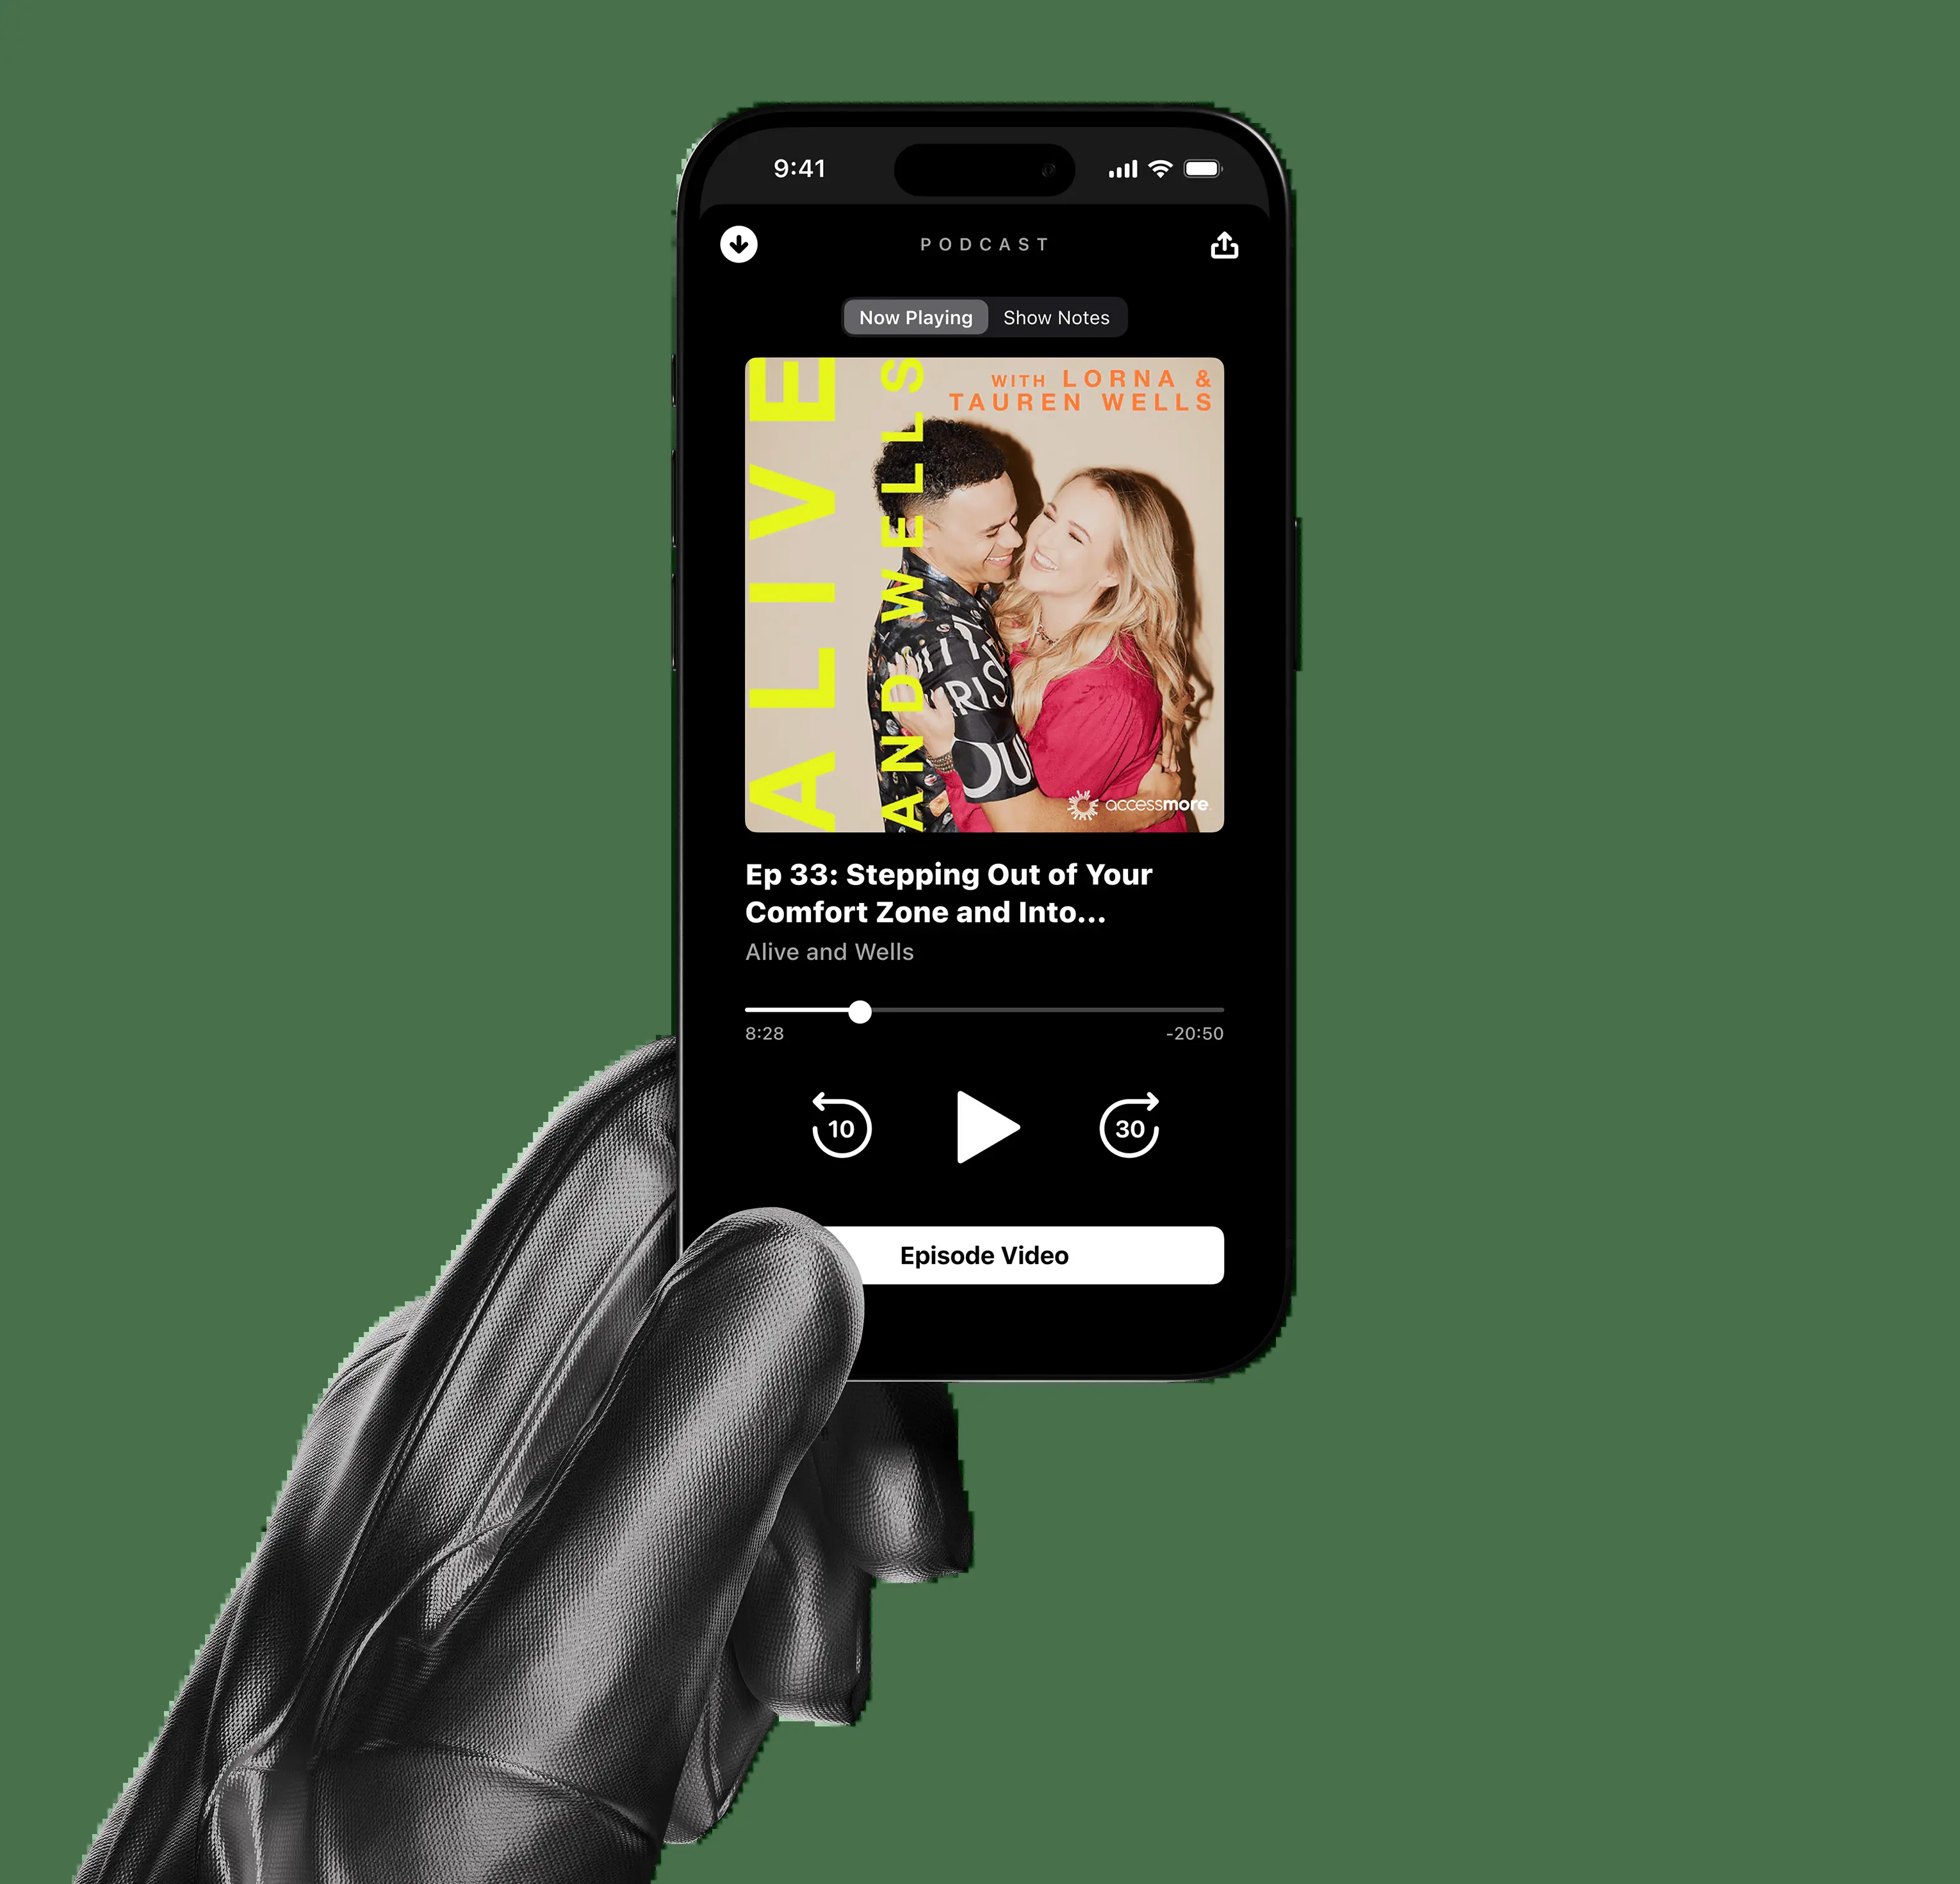 9:41
PODCAST
Now Playing
Show Notes
ALIVE
AND WELLS
WITH LORNA &
TAUREN WELLS
accessmore
Ep 33: Stepping Out of Your
Comfort Zone and Into...
Alive and Wells
8:28
-20:50
10
30
Episode Video